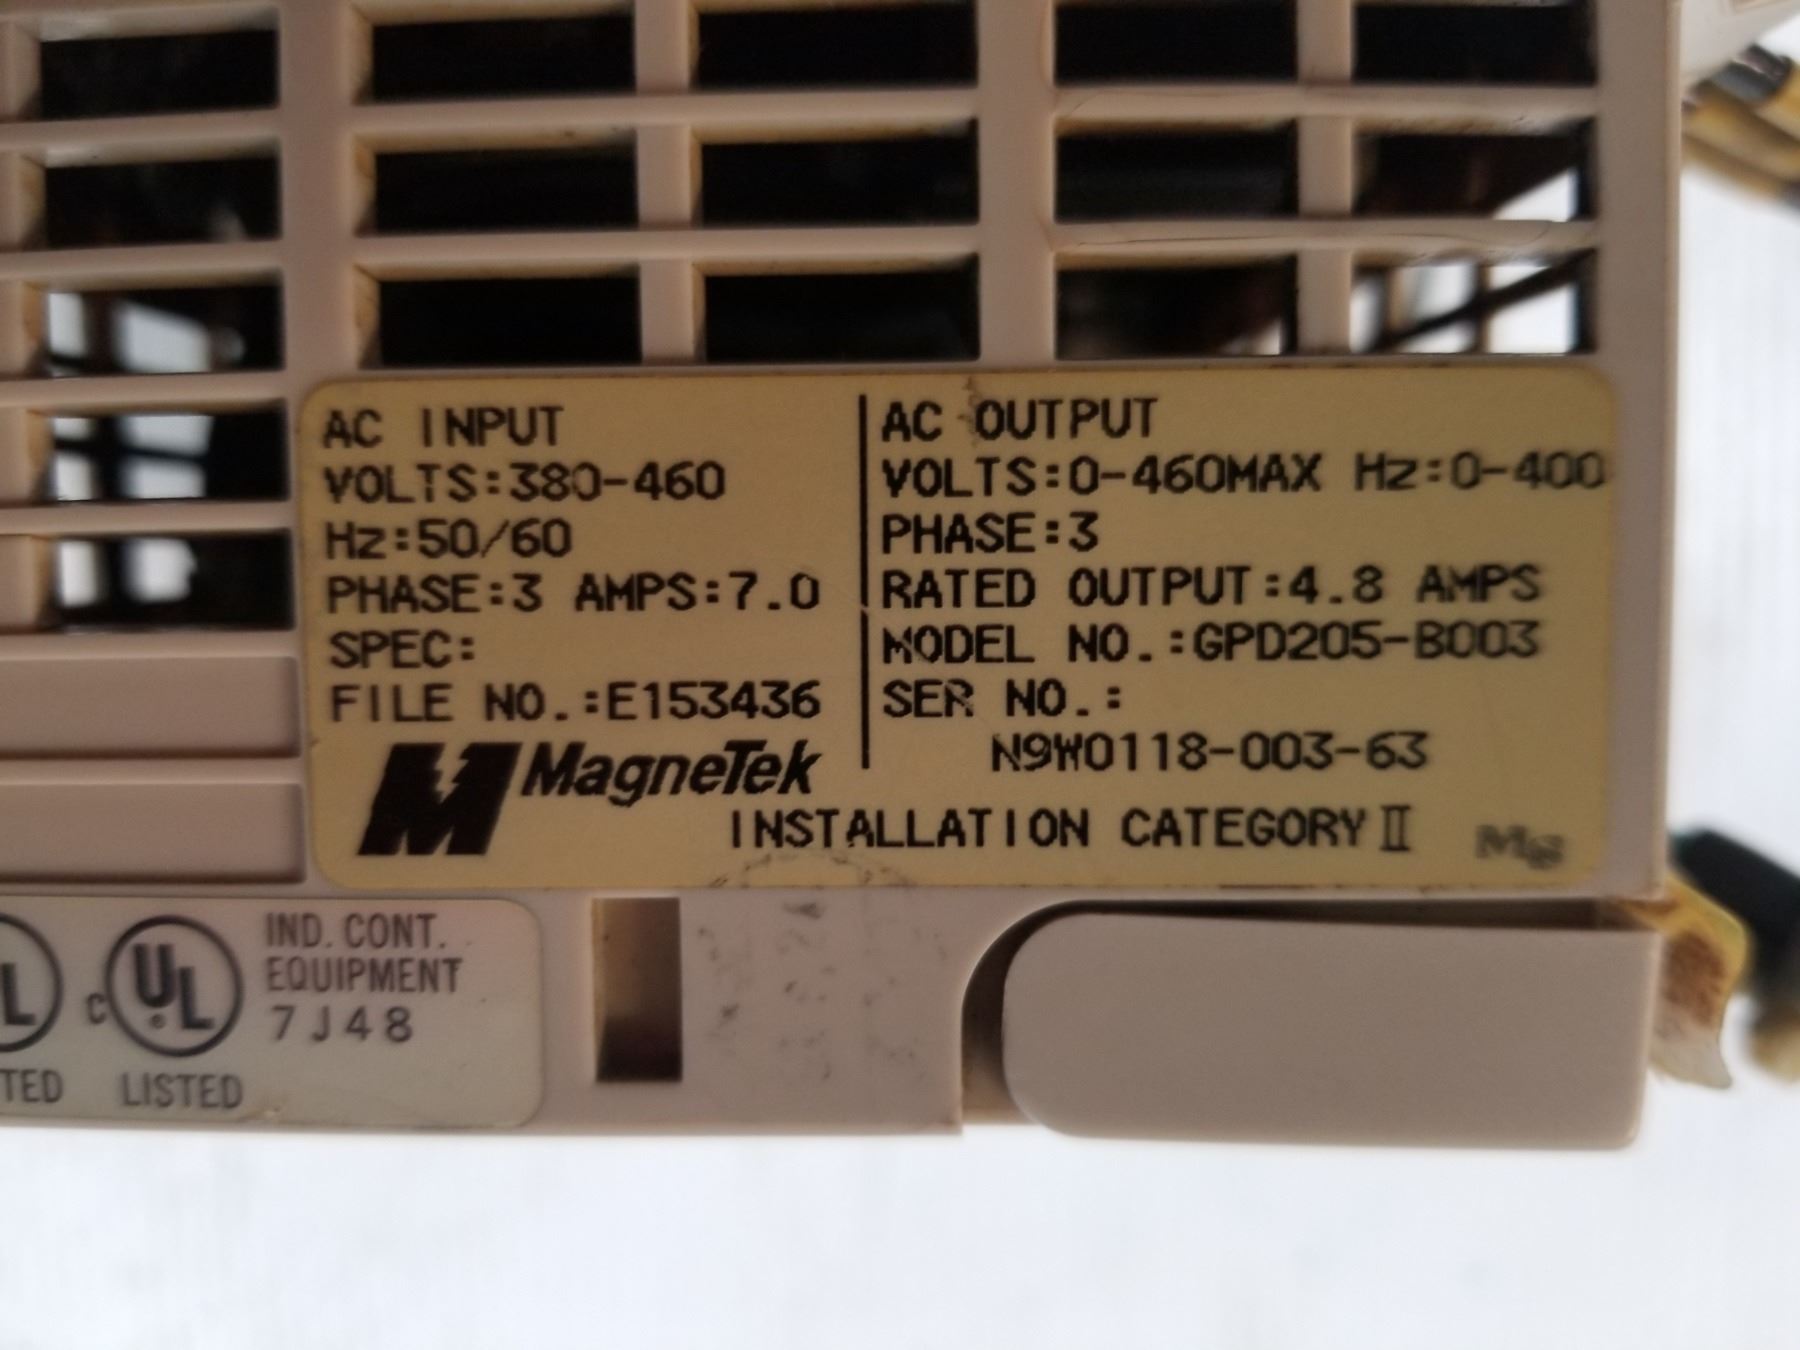 AC INPUT
VOLTS:380-460
Hz:50/60
PHASE:3 AMPS:7.0
SPEC:
FILE NO.:E153436
MagneTek
AC OUTPUT
VOLTS:0-460MAX Hz:0-400
PHASE:3
RATED OUTPUT:4.8 AMPS
MODEL NO.:GPD205-B003
SER NO.:
N9W0118-003-63
INSTALLATION CATEGORY II
IND. CONT.
EQUIPMENT
7J48
c UL
LISTED